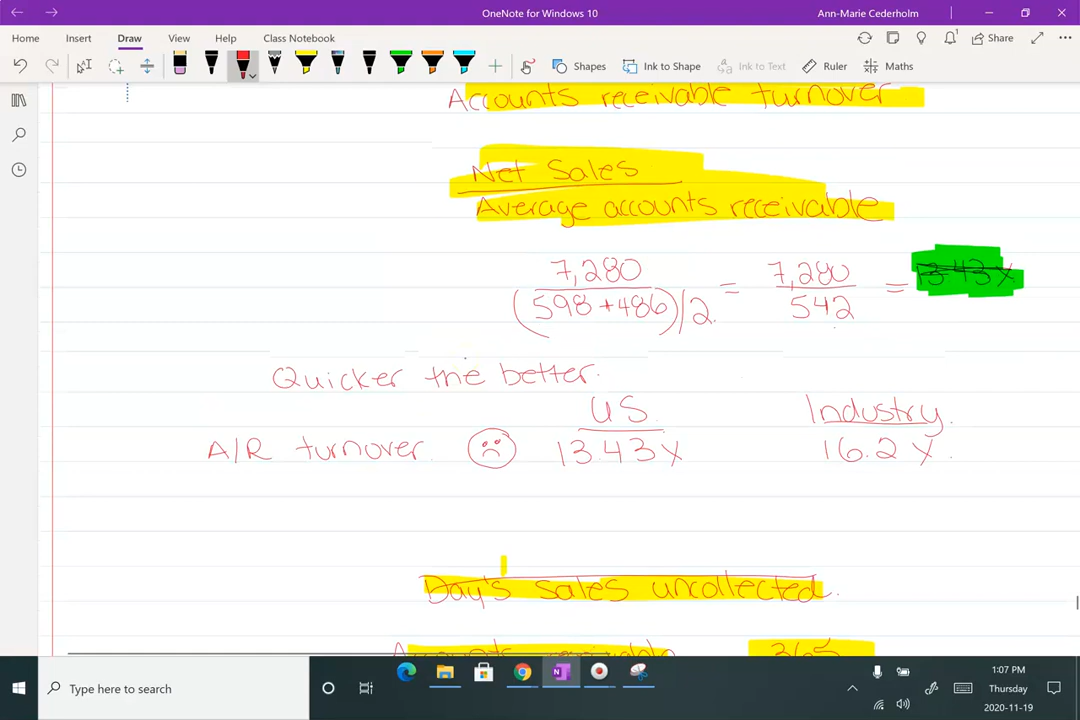 OneNote for Windows 10
Ann-Marie Cederholm
Home Insert Draw View Help Class Notebook
Share
Shapes Ink to Shape Ink to Text Ruler Maths
Accounts receivable turnover
Net Sales
Average accounts receivable
7,280
(598+486)/2
=
7,280
542
=
13.43x
Quicker the better.
US
Industry
A/R turnover
13.43x
16.2x
Day's sales uncollected.
Accounts receivable
365
Type here to search
1:07 PM
Thursday
2020-11-19